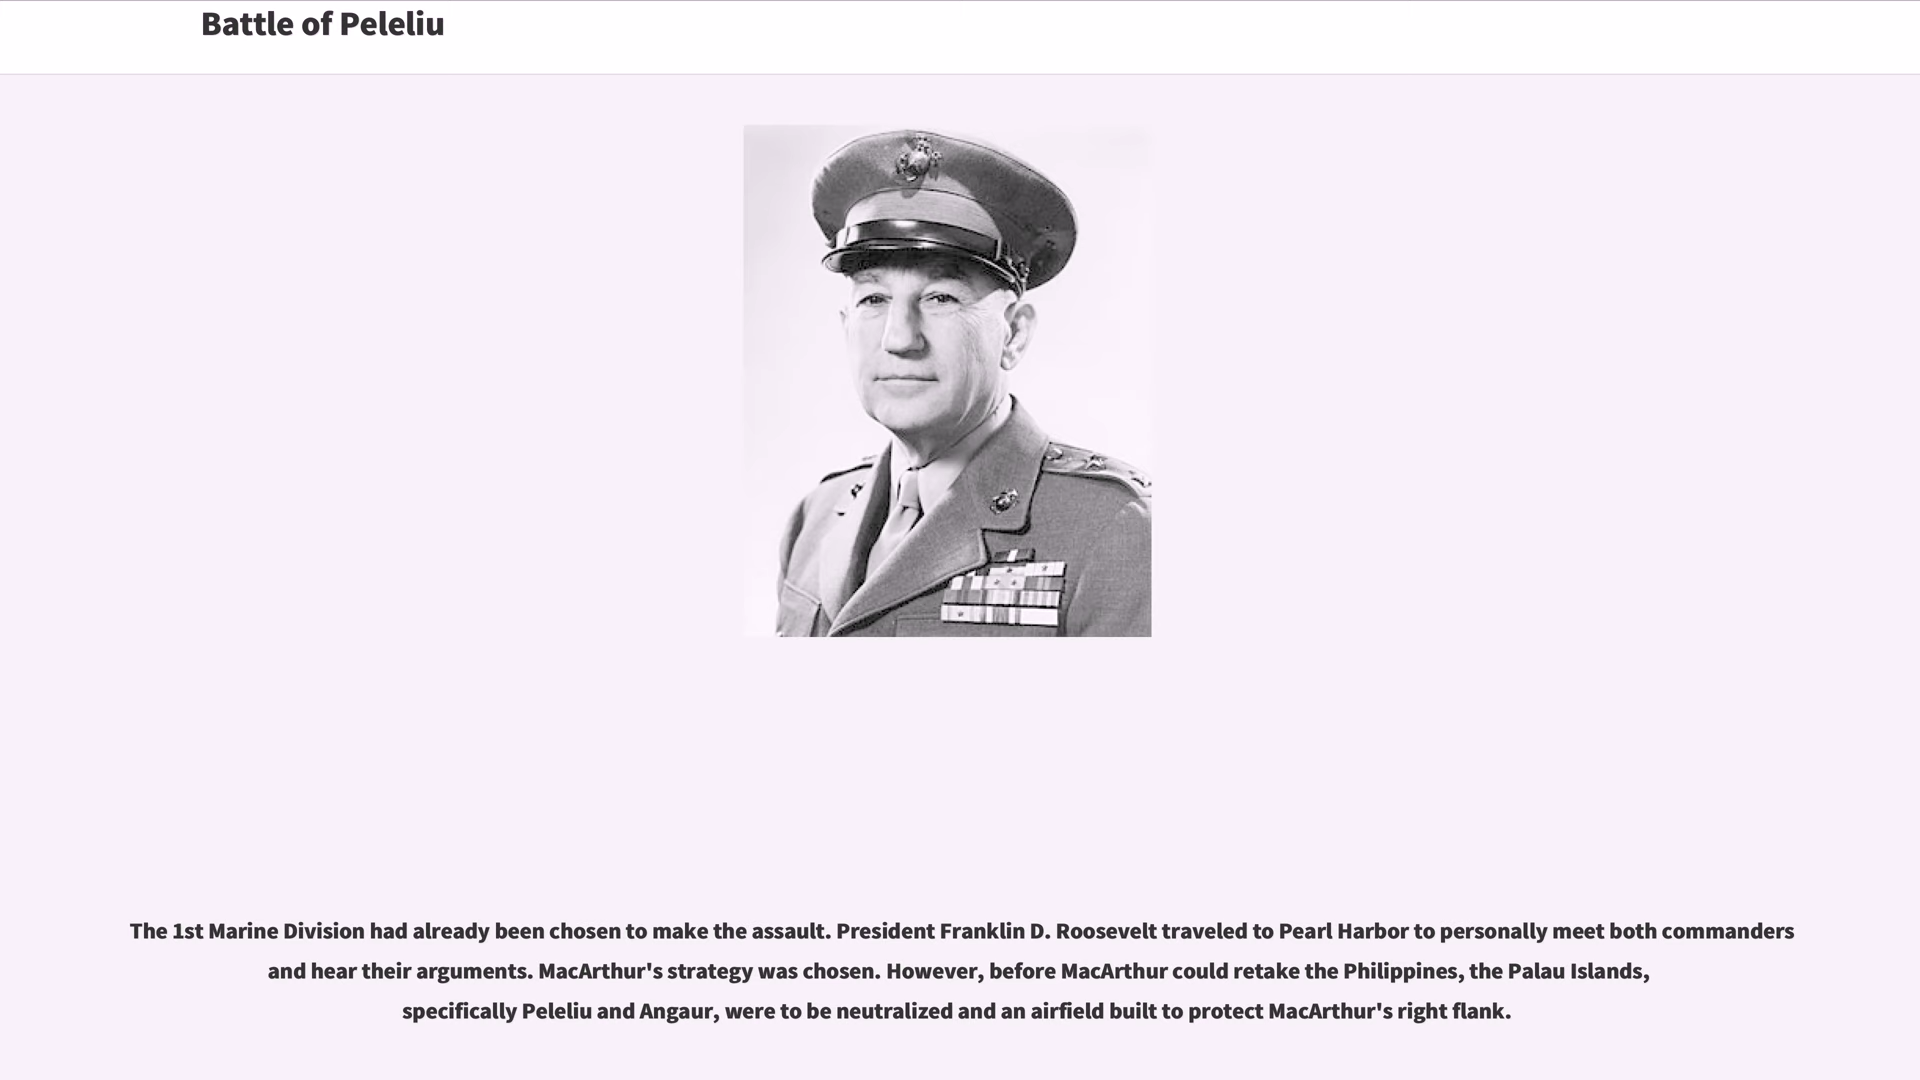 Battle of Peleliu
The 1st Marine Division had already been chosen to make the assault. President Franklin D. Roosevelt traveled to Pearl Harbor to personally meet both commanders
and hear their arguments. MacArthur's strategy was chosen. However, before MacArthur could retake the Philippines, the Palau Islands,
specifically Peleliu and Angaur, were to be neutralized and an airfield built to protect MacArthur's right flank.